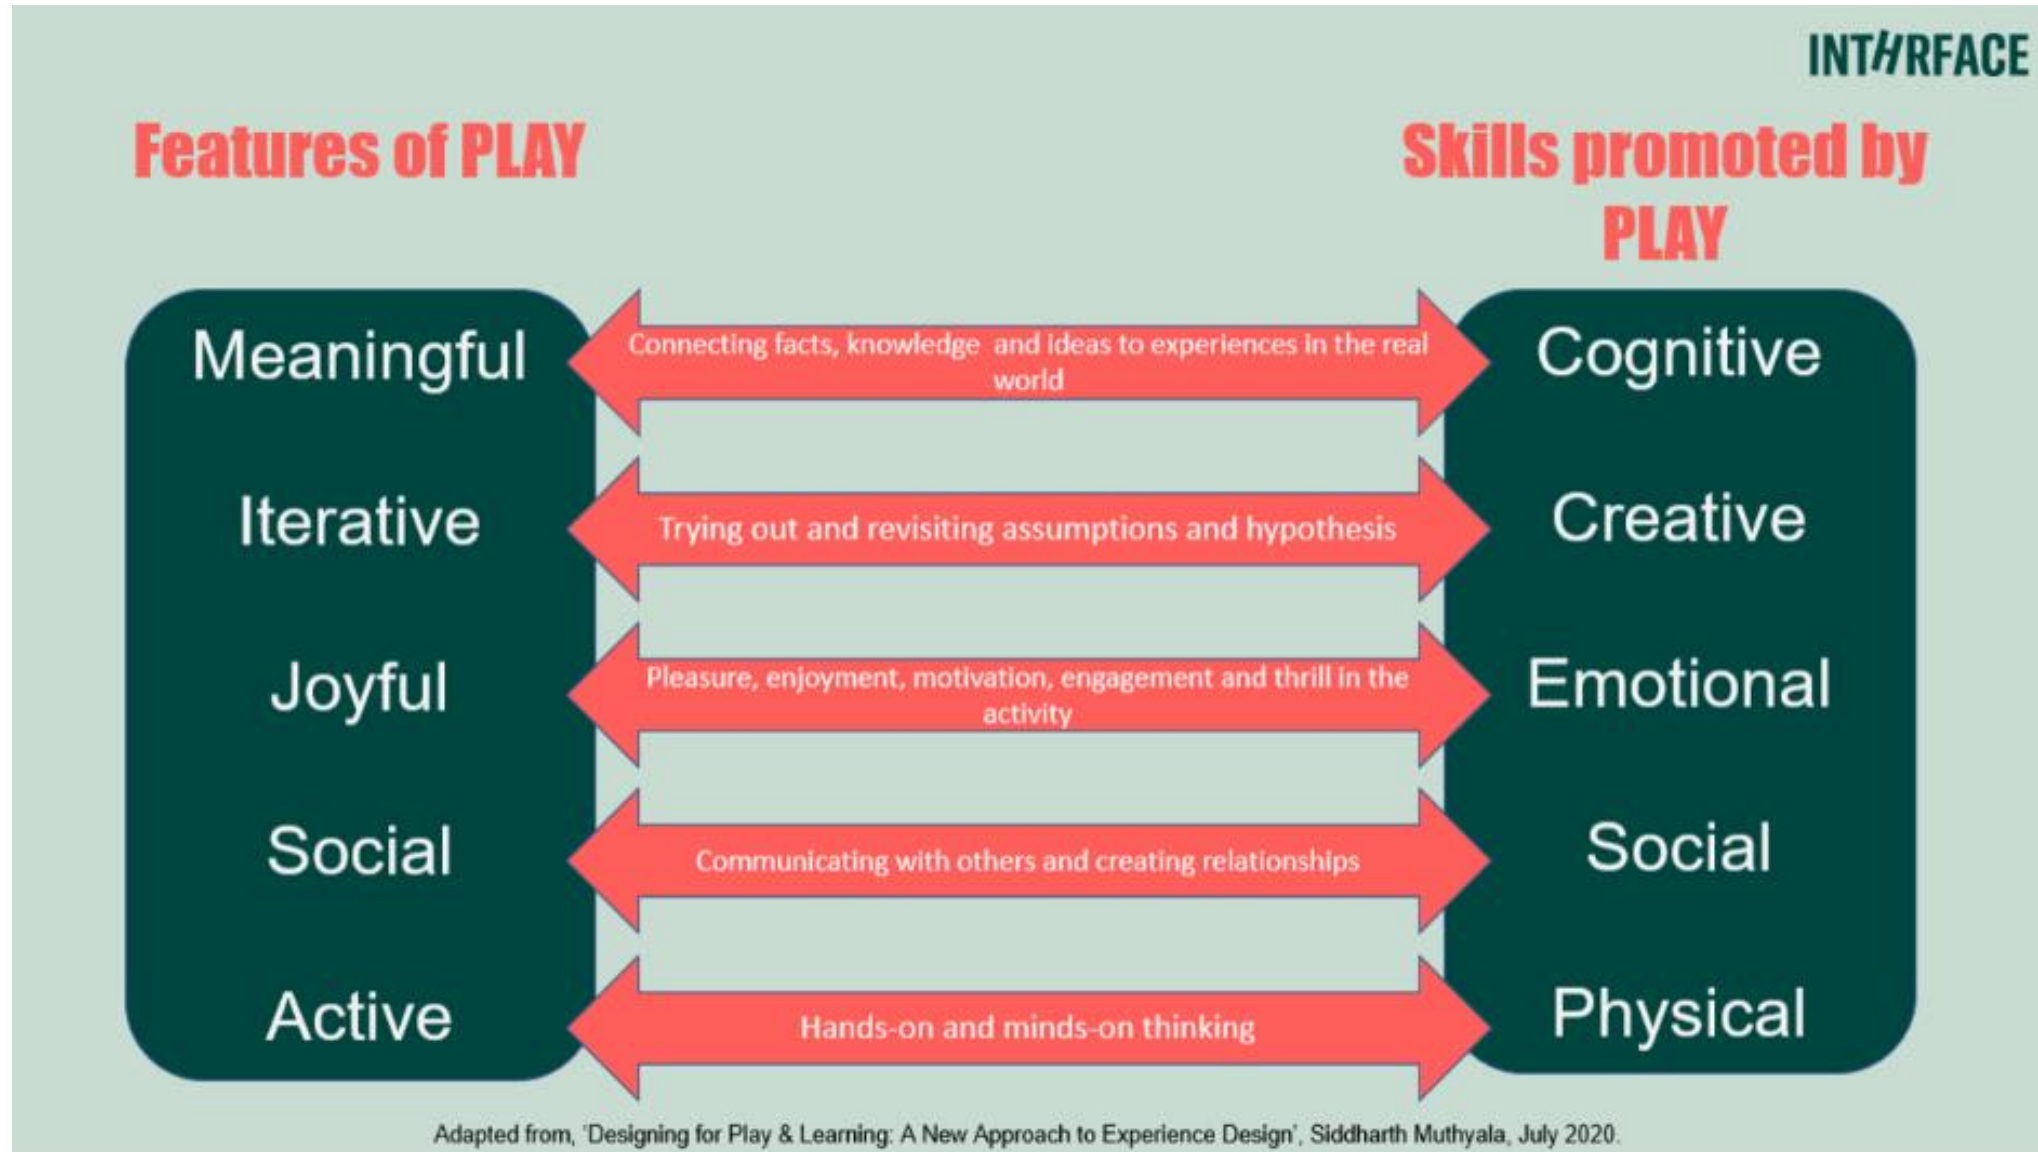 INTHRFACE
Features of PLAY
Skills promoted by
PLAY
Meaningful
Connecting facts, knowledge and ideas to experiences in the real
world
Cognitive
Iterative
Trying out and revisiting assumptions and hypothesis
Creative
Joyful
Pleasure, enjoyment, motivation, engagement and thrill in the
activity
Emotional
Social
Communicating with others and creating relationships
Social
Active
Hands-on and minds-on thinking
Physical
Adapted from, 'Designing for Play & Learning: A New Approach to Experience Design', Siddharth Muthyala, July 2020.